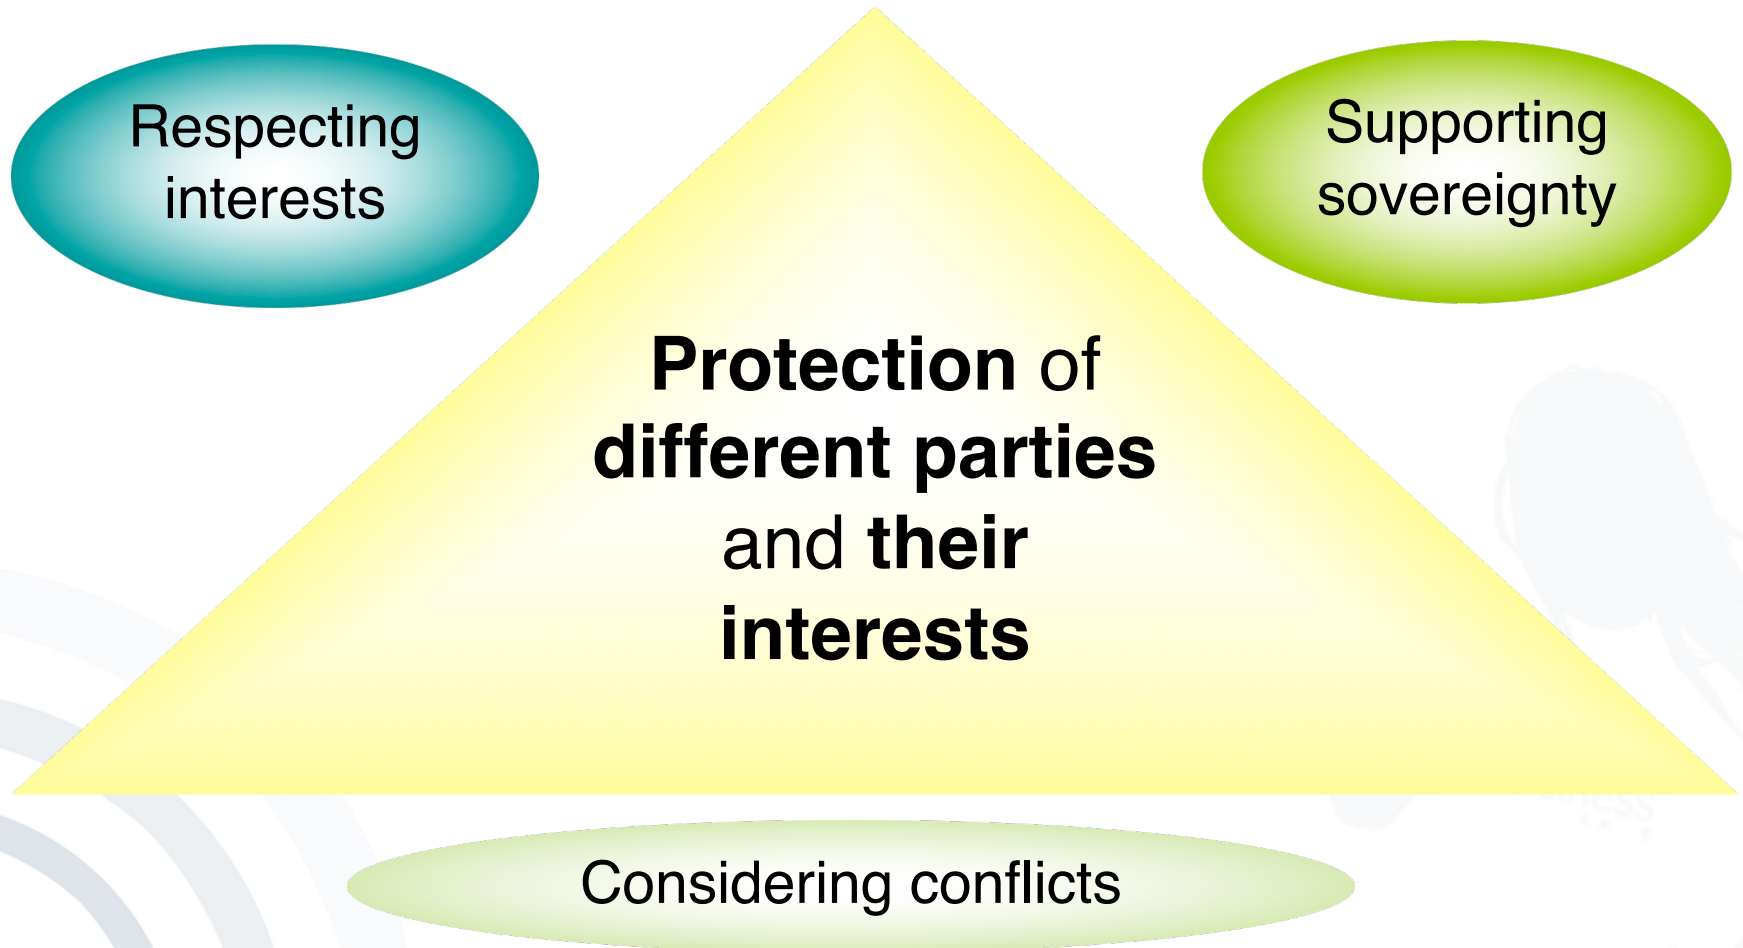 Respecting
interests
Supporting
sovereignty
Protection of
different parties
and their
interests
Considering conflicts